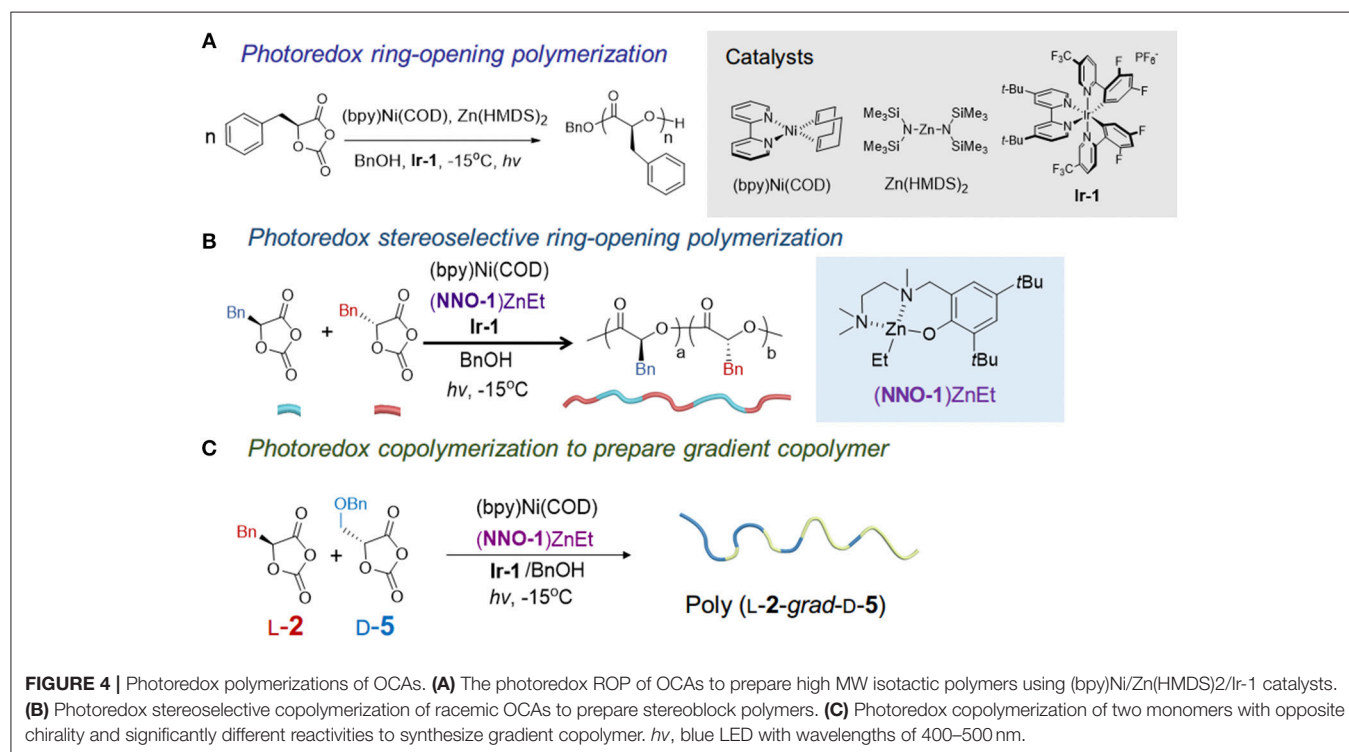 A
Photoredox ring-opening polymerization
n
O
O
O
O
(bpy)Ni(COD), Zn(HMDS)2
BnOH, Ir-1, -15°C, hv
BnO
O
O
H
n
Catalysts
N
N
Ni
(bpy)Ni(COD)
Me3Si
SiMe3
N-Zn-N
Me3Si
SiMe3
Zn(HMDS)2
F3C
F
PF6-
t-Bu
N
N
F
Ir
N
N
t-Bu
F
F3C
F
Ir-1
B
Photoredox stereoselective ring-opening polymerization
Bn
O
O
O
O
+
Bn
O
O
O
O
(bpy)Ni(COD)
(NNO-1)ZnEt
Ir-1
BnOH
hv, -15°C
O
O
a
Bn
O
O
b
Bn
N
N
Zn
O
Et
tBu
tBu
(NNO-1)ZnEt
C
Photoredox copolymerization to prepare gradient copolymer
Bn
O
O
O
O
L-2
+
OBn
O
O
O
O
D-5
(bpy)Ni(COD)
(NNO-1)ZnEt
Ir-1 /BnOH
hv, -15°C
Poly (L-2-grad-D-5)
FIGURE 4 | Photoredox polymerizations of OCAs. (A) The photoredox ROP of OCAs to prepare high MW isotactic polymers using (bpy)Ni/Zn(HMDS)2/Ir-1 catalysts.
(B) Photoredox stereoselective copolymerization of racemic OCAs to prepare stereoblock polymers. (C) Photoredox copolymerization of two monomers with opposite
chirality and significantly different reactivities to synthesize gradient copolymer. hv, blue LED with wavelengths of 400–500 nm.